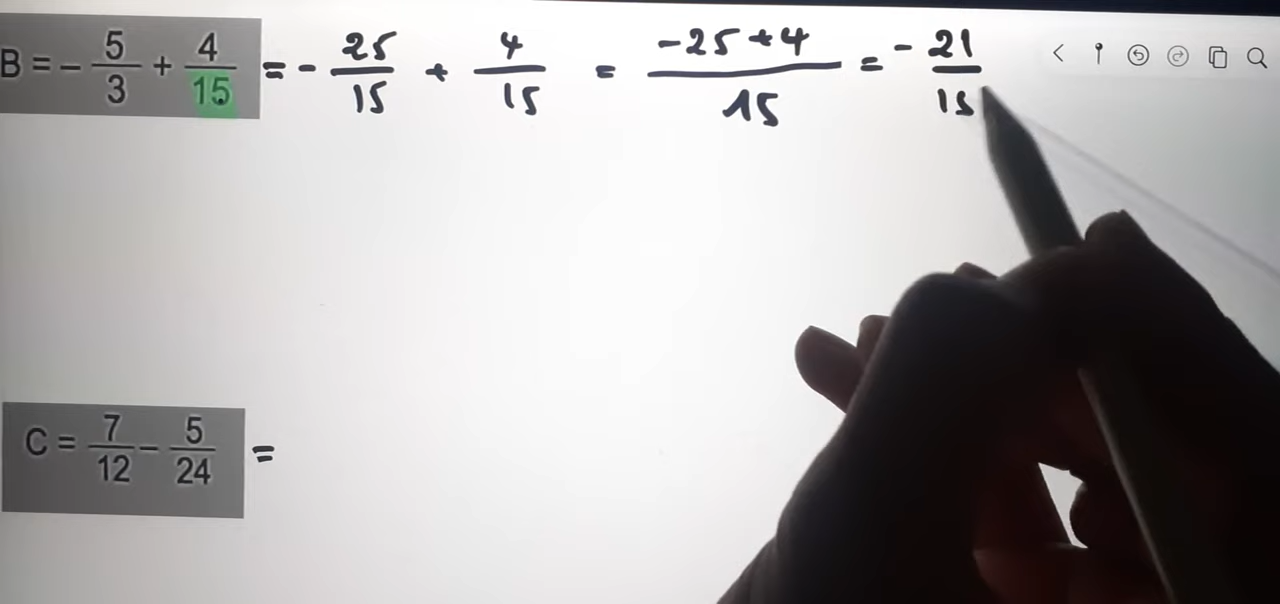 B = - 5/3 + 4/15 = - 25/15 + 4/15 = -25+4/15 = - 21/15
C = 7/12 - 5/24 =